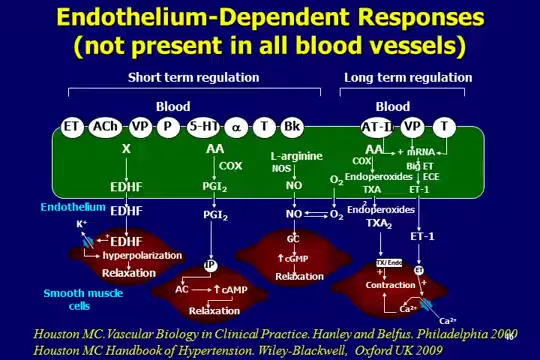 Endothelium-Dependent Responses
(not present in all blood vessels)
Short term regulation
Long term regulation
Blood
Blood
ET ACh VP P 5-HT α T Bk
AT-II VP T
X
AA
COX
L-arginine
NOS
O₂
AA
COX
+ mRNA
Big ET
ECE
Endoperoxides
EDHF
PGI₂
NO
TXA₂
ET-1
Endothelium
EDHF
PGI₂
NO
O₂
Endoperoxides
TXA₂
K⁺
+
EDHF
hyperpolarization
Relaxation
GC
↑cGMP
Relaxation
ET-1
IP
TX/Endo
ET
+
+
AC
↑cAMP
Relaxation
Contraction
Smooth muscle
cells
Ca²⁺
Ca²⁺
Houston MC. Vascular Biology in Clinical Practice. Hanley and Belfus. Philadelphia 2000
Houston MC Handbook of Hypertension. Wiley-Blackwell, Oxford UK 2009